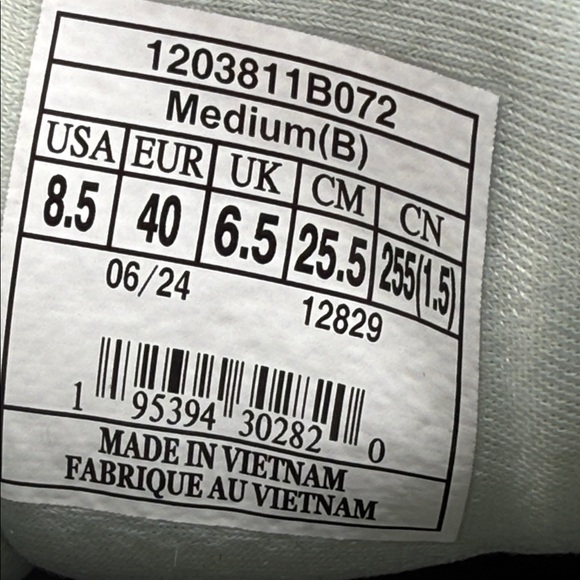 1203811B072
Medium(B)
USA EUR UK CM CN
8.5 40 6.5 25.5 255(1.5)
06/24 12829
1 95394 30282 0
MADE IN VIETNAM
FABRIQUE AU VIETNAM